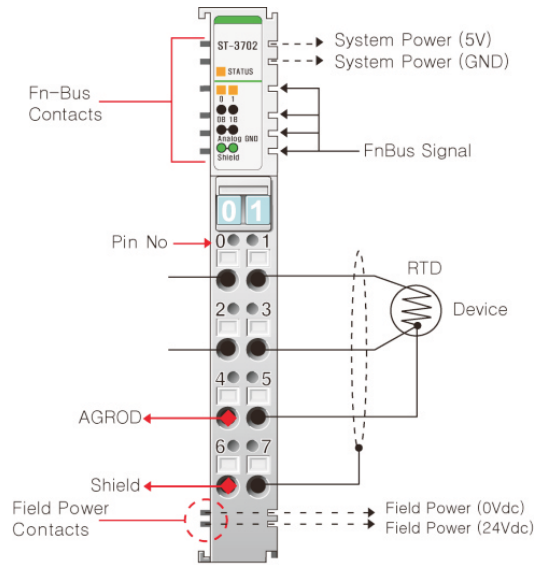 ST-3702
System Power (5V)
System Power (GND)
STATUS
Fn-Bus
Contacts
0 1
0B 1B
Analog GND
Shield
FnBus Signal
01
Pin No
0 1
RTD
Device
2 3
4 5
AGROD
6 7
Shield
Field Power
Contacts
Field Power (0Vdc)
Field Power (24Vdc)